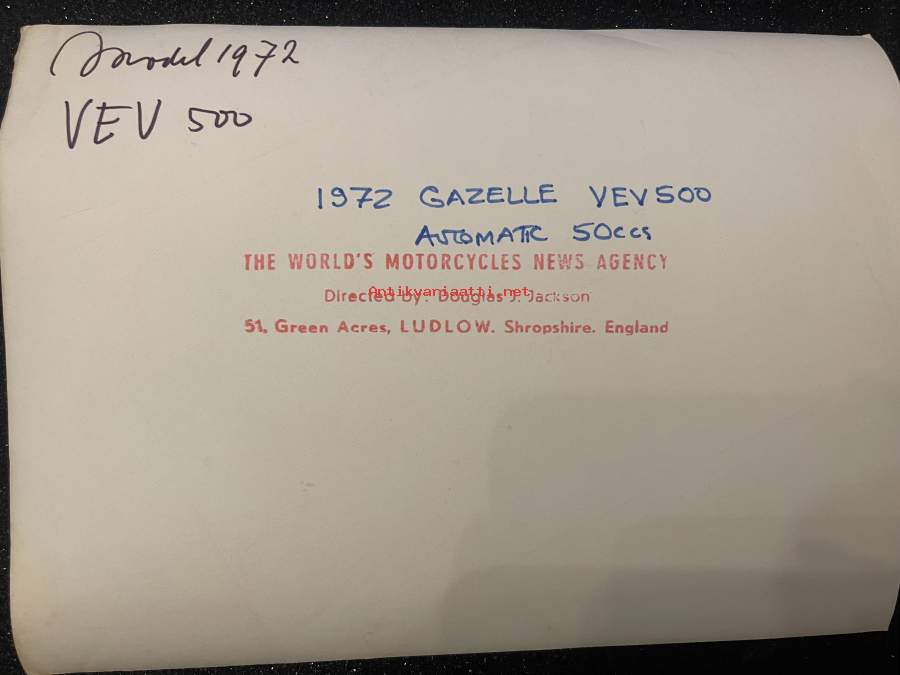 Model 1972
VEV 500
1972 GAZELLE VEV500
AUTOMATIC 50ccs
THE WORLD'S MOTORCYCLES NEWS AGENCY
Directed by: Douglas J. Jackson
Antikvariaatti.net
51, Green Acres, LUDLOW. Shropshire. England